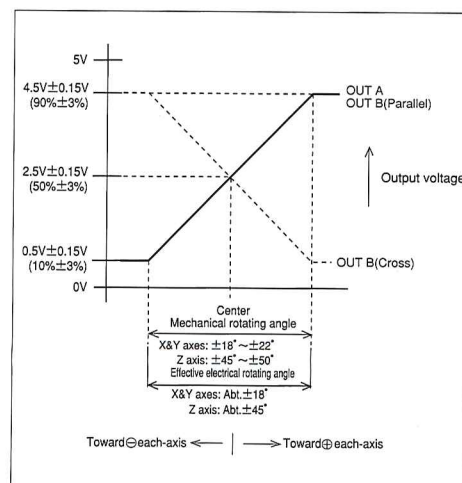 5V
4.5V±0.15V
(90%±3%)
OUT A
OUT B(Parallel)
Output voltage
2.5V±0.15V
(50%±3%)
0.5V±0.15V
(10%±3%)
OUT B(Cross)
0V
Center
Mechanical rotating angle
X&Y axes: ±18°~±22°
Z axis: ±45°~±50°
Effective electrical rotating angle
X&Y axes: Abt.±18°
Z axis: Abt.±45°
Toward⊖each-axis
Toward⊕each-axis